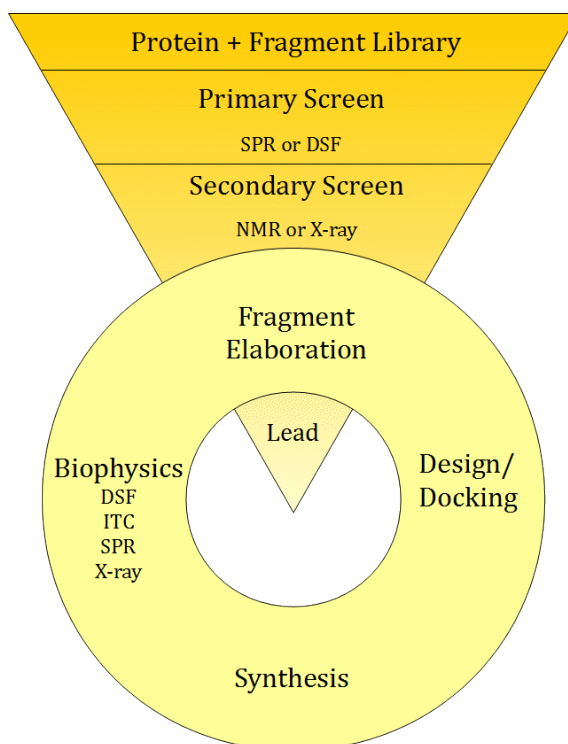 Protein + Fragment Library
Primary Screen
SPR or DSF
Secondary Screen
NMR or X-ray
Fragment
Elaboration
Lead
Biophysics
DSF
ITC
SPR
X-ray
Design/
Docking
Synthesis